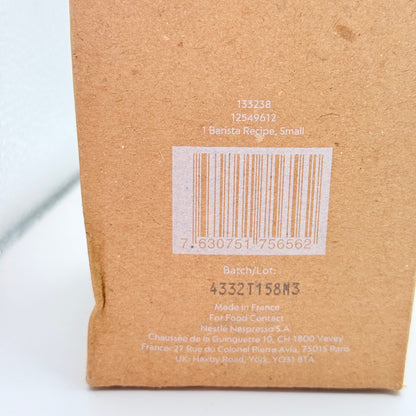 133238
12549612
1 Barista Recipe, Small
7 630751 756562
Batch/Lot:
4332T158M3
Made in France
For Food Contact
Nestlé Nespresso S.A
Chaussée de la Guinguette 10, CH-1800 Vevey
France: 27 Rue du Colonel Pierre Avia, 75015 Paris
UK: Haxby Road, York, YO31 8TA